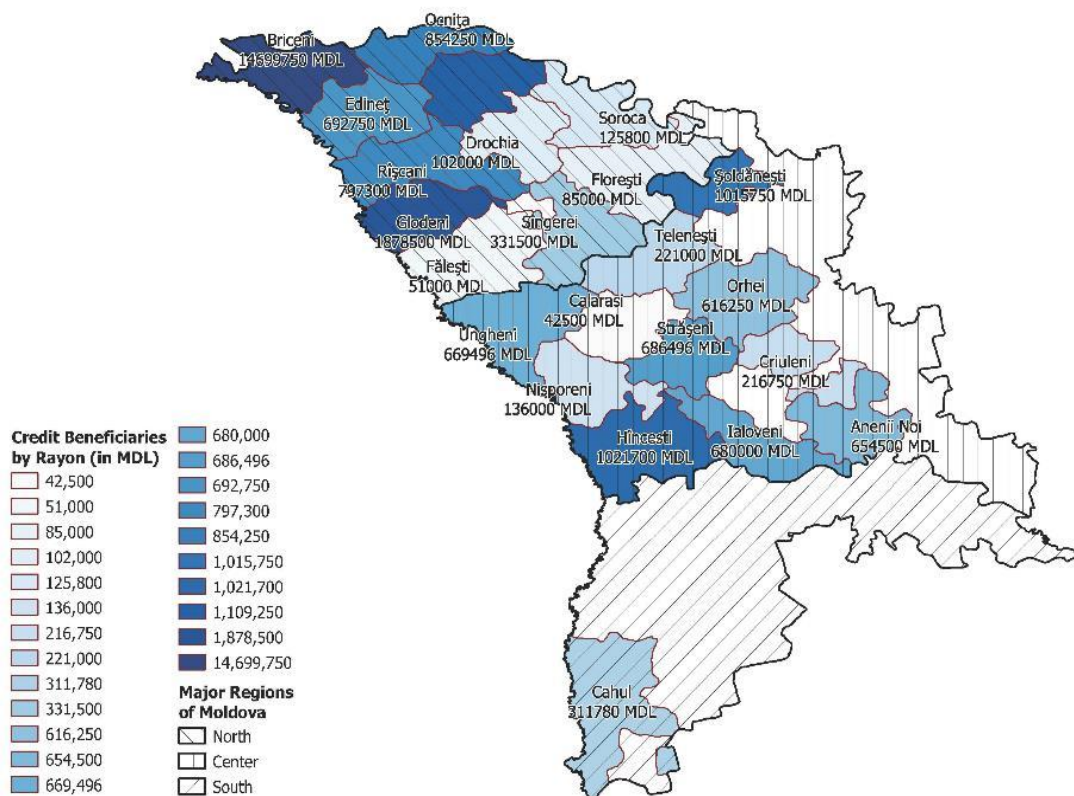 Ocnița
854250 MDL
Briceni
14699750 MDL
Edineț
692750 MDL
Soroca
125800 MDL
Drochia
102000 MDL
Rîșcani
797300 MDL
Florești
85000 MDL
Șoldănești
1015750 MDL
Glodeni
1878500 MDL
Singerei
331500 MDL
Telenești
221000 MDL
Fălești
51000 MDL
Orhei
616250 MDL
Calarasi
42500 MDL
Ungheni
669496 MDL
Strășeni
686496 MDL
Criuleni
216750 MDL
Nisporeni
136000 MDL
Hîncesti
1021700 MDL
Ialoveni
680000 MDL
Anenii Noi
654500 MDL
Cahul
311780 MDL
Credit Beneficiaries
by Rayon (in MDL)
42,500
51,000
85,000
102,000
125,800
136,000
216,750
221,000
311,780
331,500
616,250
654,500
669,496
680,000
686,496
692,750
797,300
854,250
1,015,750
1,021,700
1,109,250
1,878,500
14,699,750
Major Regions
of Moldova
North
Center
South